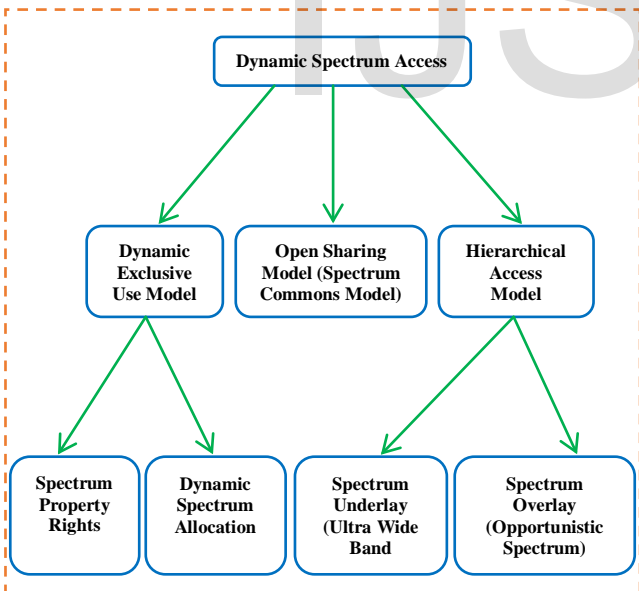 Dynamic Spectrum Access
Dynamic
Exclusive
Use Model
Open Sharing
Model (Spectrum
Commons Model)
Hierarchical
Access
Model
Spectrum
Property
Rights
Dynamic
Spectrum
Allocation
Spectrum
Underlay
(Ultra Wide
Band
Spectrum
Overlay
(Opportunistic
Spectrum)